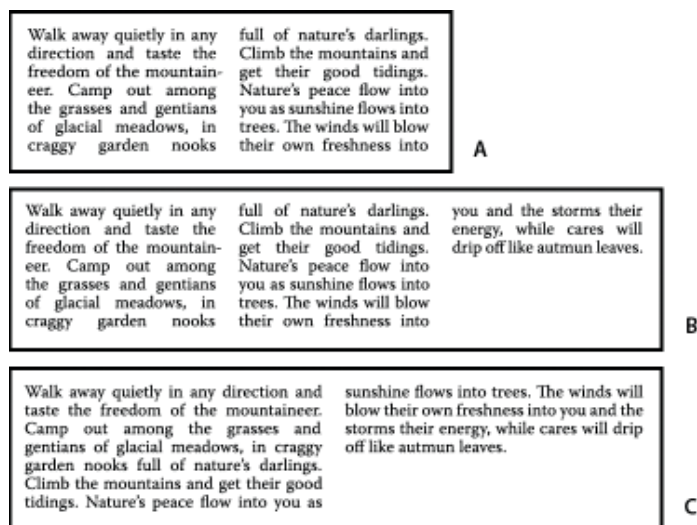 Walk away quietly in any
direction and taste the
freedom of the mountain-
eer. Camp out among
the grasses and gentians
of glacial meadows, in
craggy garden nooks
full of nature's darlings.
Climb the mountains and
get their good tidings.
Nature's peace flow into
you as sunshine flows into
trees. The winds will blow
their own freshness into
A
Walk away quietly in any
direction and taste the
freedom of the mountain-
eer. Camp out among
the grasses and gentians
of glacial meadows, in
craggy garden nooks
full of nature's darlings.
Climb the mountains and
get their good tidings.
Nature's peace flow into
you as sunshine flows into
trees. The winds will blow
their own freshness into
you and the storms their
energy, while cares will
drip off like autmun leaves.
B
Walk away quietly in any direction and
taste the freedom of the mountaineer.
Camp out among the grasses and
gentians of glacial meadows, in craggy
garden nooks full of nature's darlings.
Climb the mountains and get their good
tidings. Nature's peace flow into you as
sunshine flows into trees. The winds will
blow their own freshness into you and the
storms their energy, while cares will drip
off like autmun leaves.
C